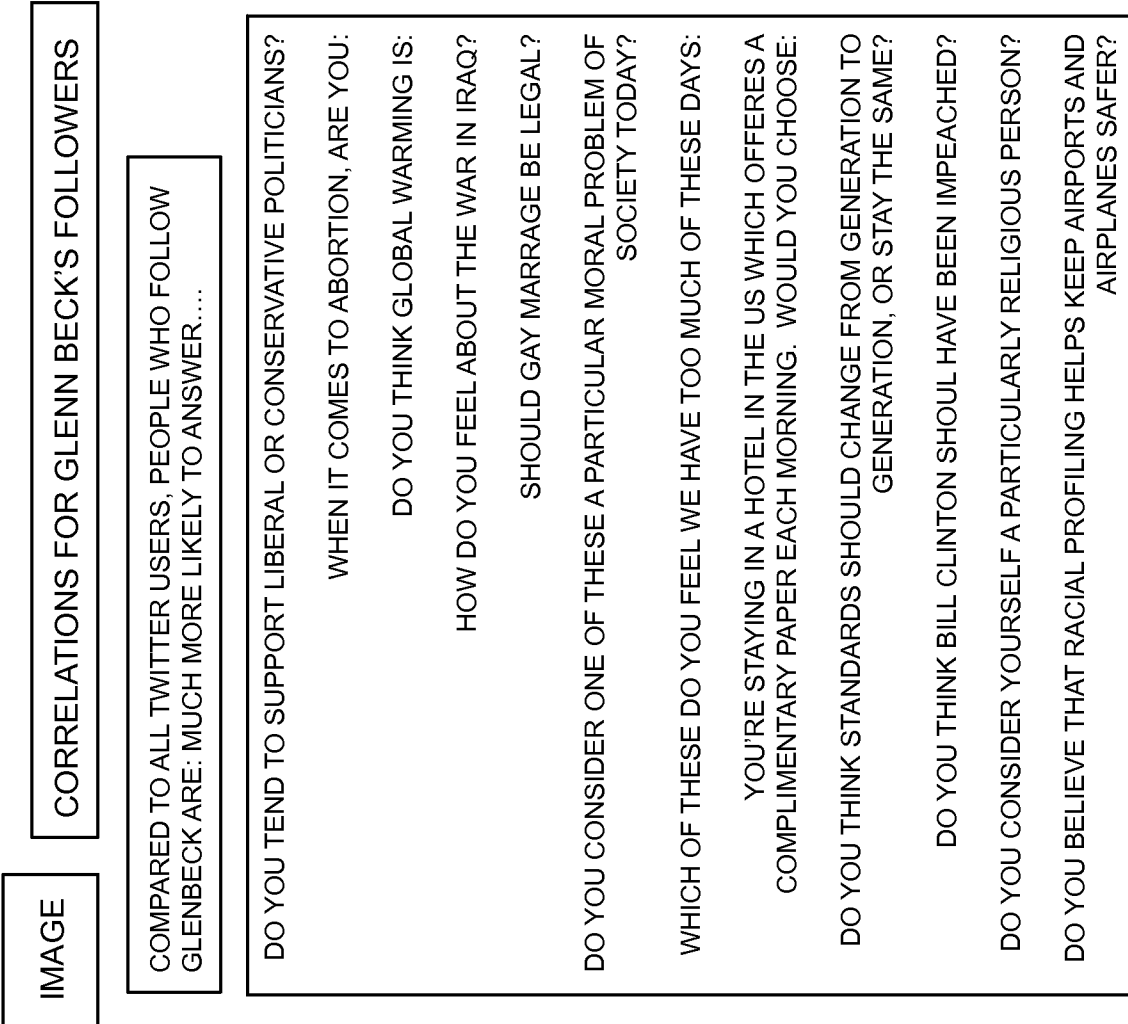 IMAGE
CORRELATIONS FOR GLENN BECK'S FOLLOWERS
COMPARED TO ALL TWITTER USERS, PEOPLE WHO FOLLOW
GLENBECK ARE: MUCH MORE LIKELY TO ANSWER....
DO YOU TEND TO SUPPORT LIBERAL OR CONSERVATIVE POLITICIANS?
WHEN IT COMES TO ABORTION, ARE YOU:
DO YOU THINK GLOBAL WARMING IS:
HOW DO YOU FEEL ABOUT THE WAR IN IRAQ?
SHOULD GAY MARRAGE BE LEGAL?
DO YOU CONSIDER ONE OF THESE A PARTICULAR MORAL PROBLEM OF
SOCIETY TODAY?
WHICH OF THESE DO YOU FEEL WE HAVE TOO MUCH OF THESE DAYS:
YOU'RE STAYING IN A HOTEL IN THE US WHICH OFFERES A
COMPLIMENTARY PAPER EACH MORNING. WOULD YOU CHOOSE:
DO YOU THINK STANDARDS SHOULD CHANGE FROM GENERATION TO
GENERATION, OR STAY THE SAME?
DO YOU THINK BILL CLINTON SHOUL HAVE BEEN IMPEACHED?
DO YOU CONSIDER YOURSELF A PARTICULARLY RELIGIOUS PERSON?
DO YOU BELIEVE THAT RACIAL PROFILING HELPS KEEP AIRPORTS AND
AIRPLANES SAFER?